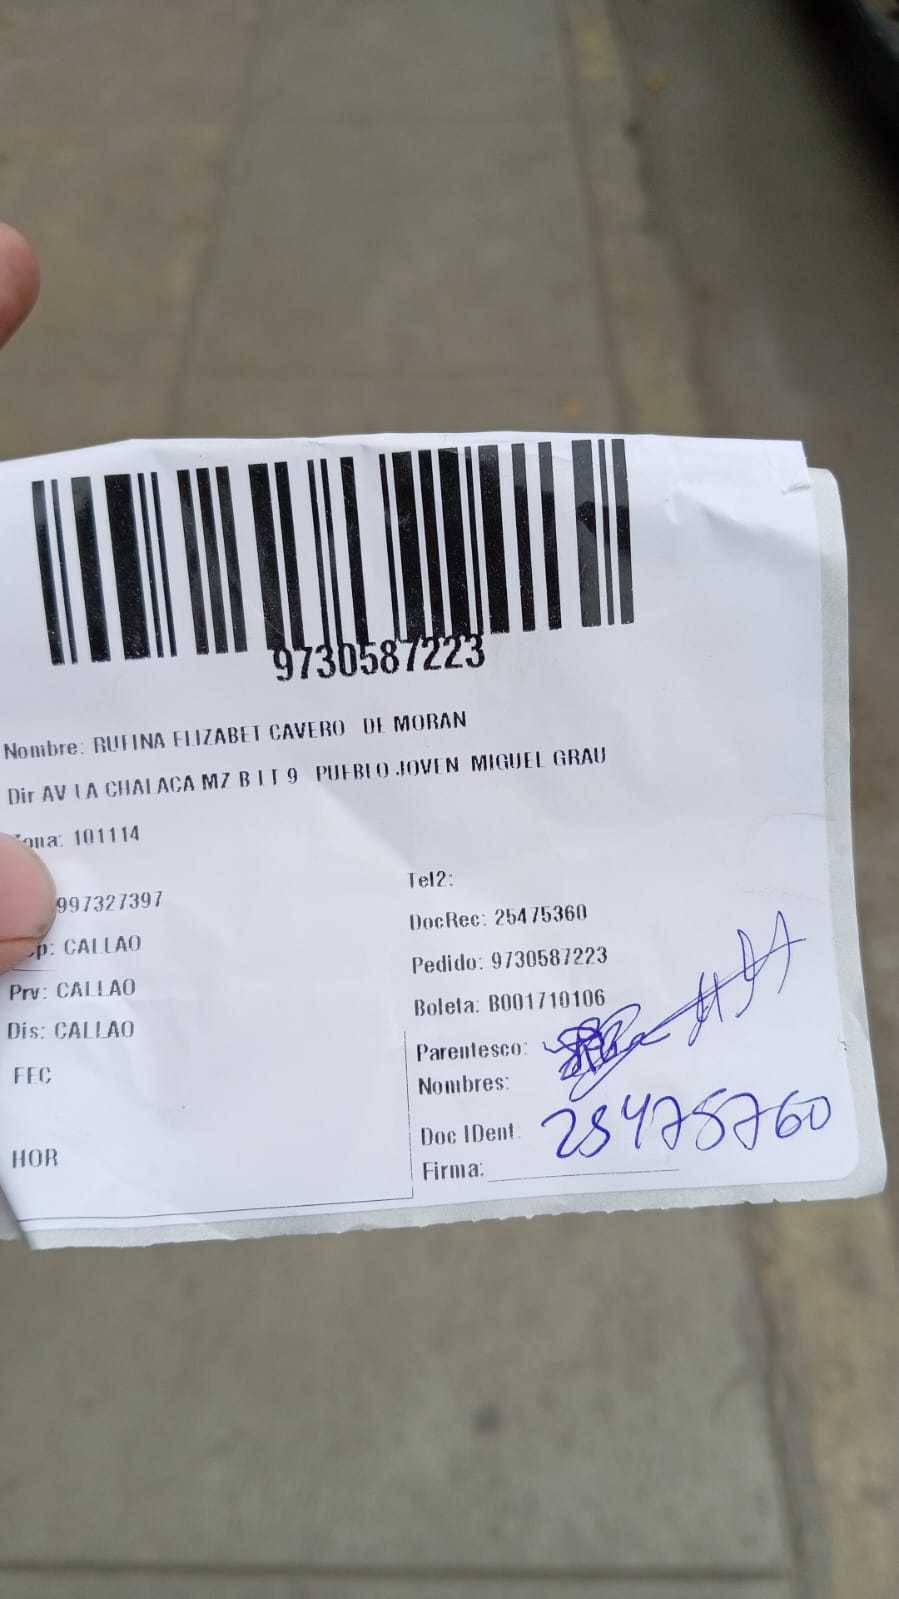 9730587223
Nombre: RUFINA ELIZABET CAVERO DE MORAN
Dir AV LA CHALACA MZ B LT 9 PUEBLO JOVEN MIGUEL GRAU
Zona: 101114
997327397
Tel2:
DocRec: 25475360
p: CALLAO
Pedido: 9730587223
Prv: CALLAO
Boleta: B001710106
Dis: CALLAO
Parentesco:
FEC
Nombres:
Doc IDent. 25475760
HOR
Firma: